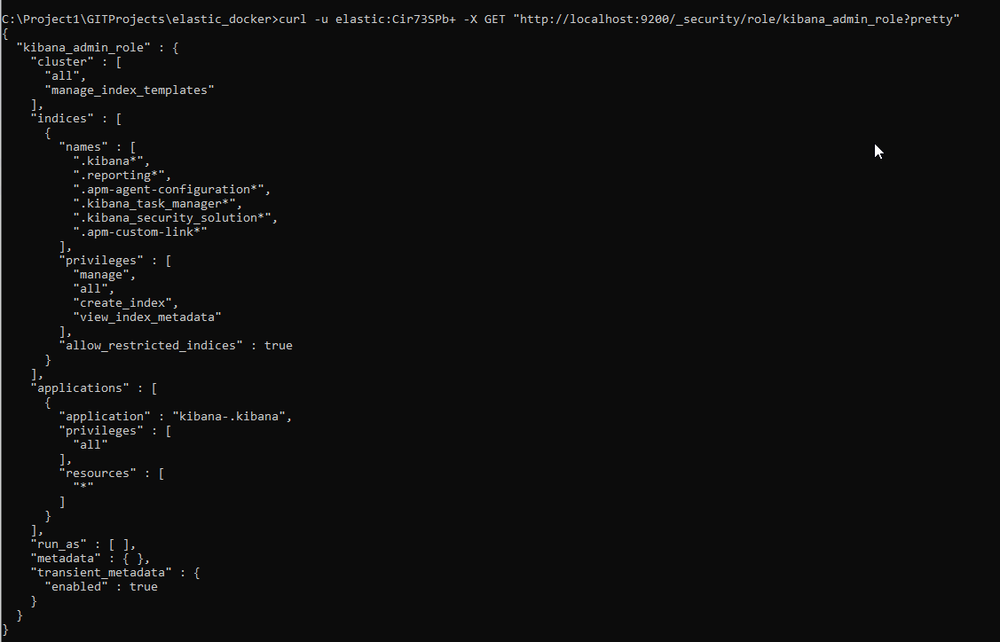 C:\Project1\GITProjects\elastic_docker>curl -u elastic:Cir73SPb+ -X GET "http://localhost:9200/_security/role/kibana_admin_role?pretty"
{
  "kibana_admin_role" : {
    "cluster" : [
      "all",
      "manage_index_templates"
    ],
    "indices" : [
      {
        "names" : [
          ".kibana*",
          ".reporting*",
          ".apm-agent-configuration*",
          ".kibana_task_manager*",
          ".kibana_security_solution*",
          ".apm-custom-link*"
        ],
        "privileges" : [
          "manage",
          "all",
          "create_index",
          "view_index_metadata"
        ],
        "allow_restricted_indices" : true
      }
    ],
    "applications" : [
      {
        "application" : "kibana-.kibana",
        "privileges" : [
          "all"
        ],
        "resources" : [
          "*"
        ]
      }
    ],
    "run_as" : [ ],
    "metadata" : { },
    "transient_metadata" : {
      "enabled" : true
    }
  }
}